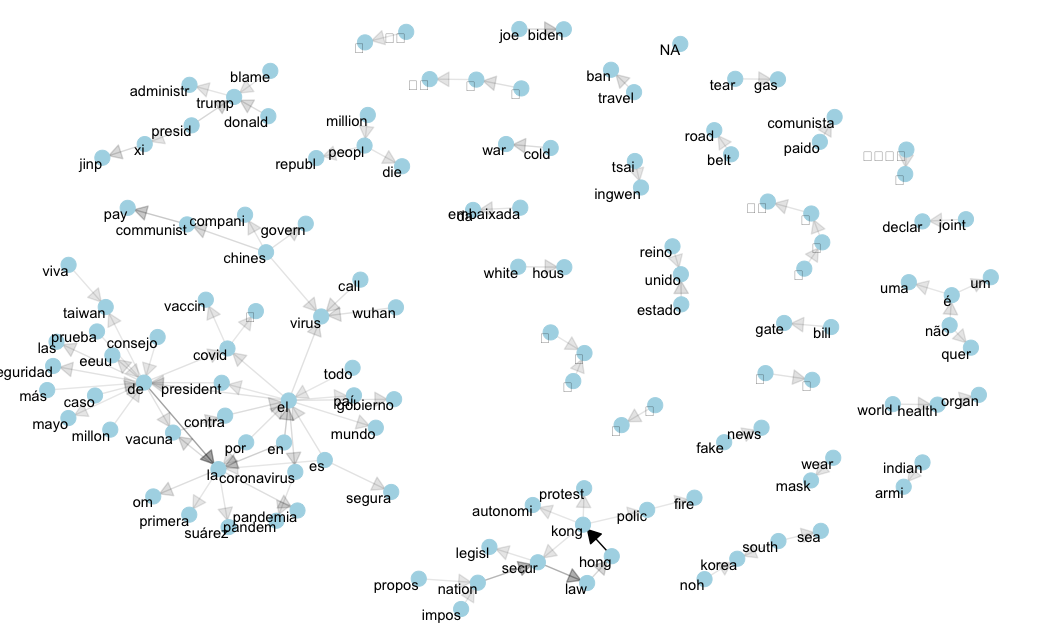 joe biden
NA
blame
administr
trump
donald
presid
xi
jinp
million
peopl
republ
die
ban
travel
tear gas
war cold
tsai
ingwen
road
belt
comunista
paido
pay
communist
compani
govern
chines
embaixada
da
white hous
reino
unido
estado
declar joint
uma
um
é
não
quer
gate bill
viva
taiwan
vaccin
call
virus
wuhan
prueba
las
consejo
eeuu
covid
eguridad
de
president
más
caso
mayo
millon
vacuna
contra
el
todo
país
gobierno
mundo
por
en
es
la
coronavirus
segura
om
primera
suárez
pandem
pandemia
world health organ
fake news
wear
mask
indian
armi
protest
autonomi
kong
polic
fire
legisl
secur
hong
law
propos
nation
impos
south sea
korea
noh